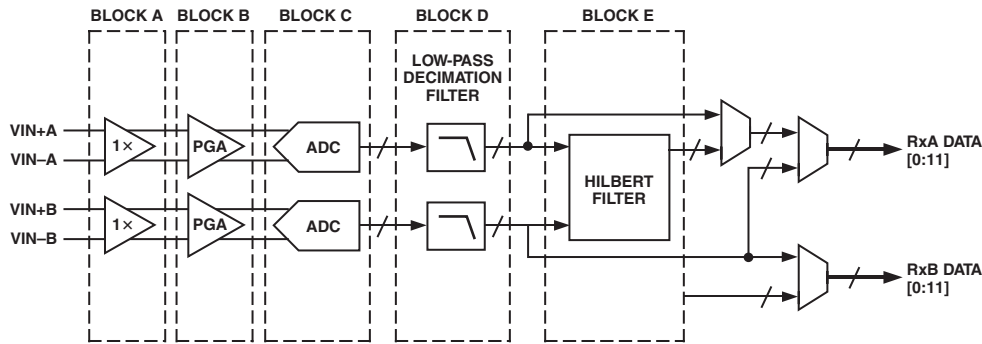 BLOCK A BLOCK B BLOCK C BLOCK D BLOCK E
LOW-PASS
DECIMATION
FILTER
VIN+A
VIN–A
1×
PGA
ADC
HILBERT
FILTER
RxA DATA
[0:11]
VIN+B
VIN–B
1×
PGA
ADC
RxB DATA
[0:11]